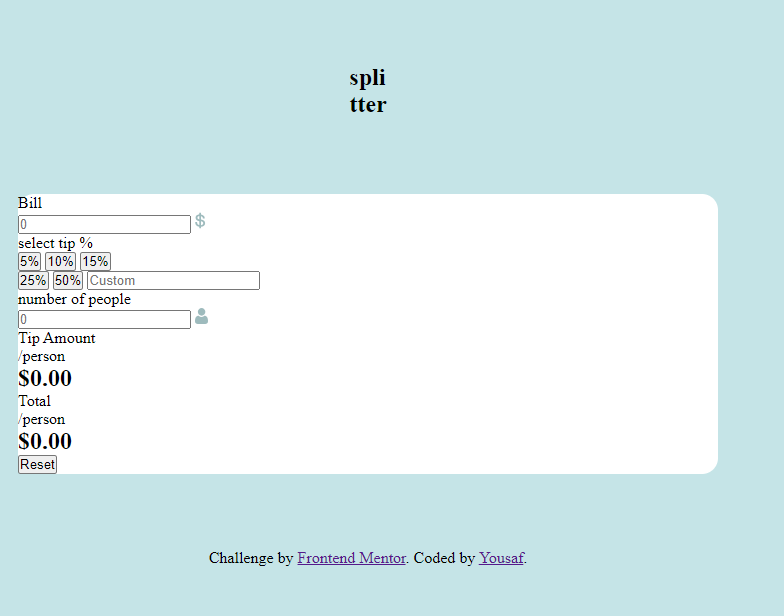 spli
tter
Bill
0 $
select tip %
5% 10% 15%
25% 50% Custom
number of people
0
Tip Amount
/person
$0.00
Total
/person
$0.00
Reset
Challenge by Frontend Mentor. Coded by Yousaf.